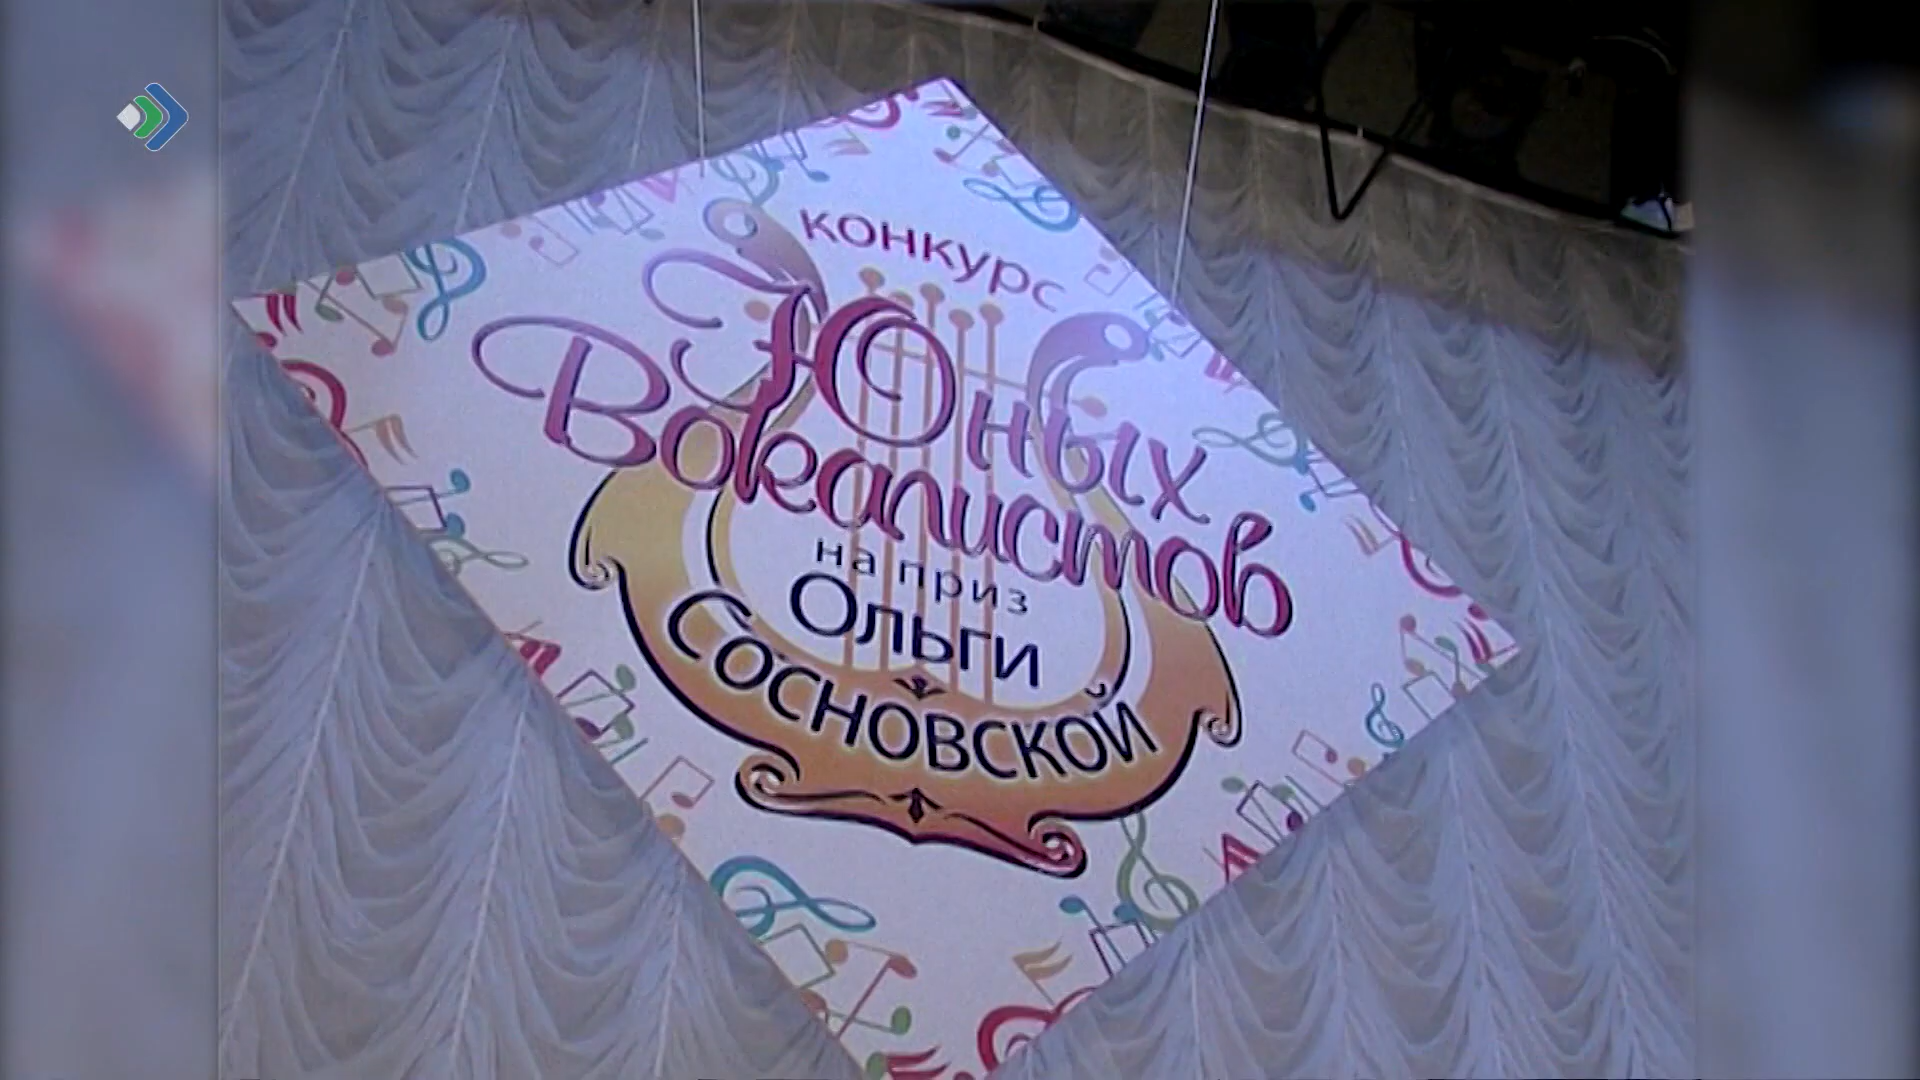 конкурс
Юных
Вокалистов
на приз
Ольги
Сосновской